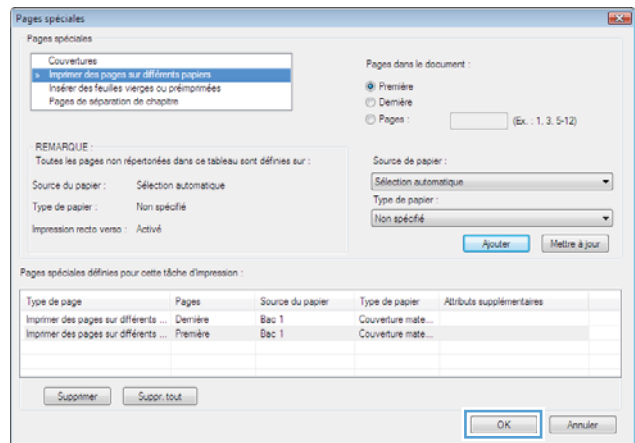 Pages spéciales
Pages spéciales
Couvertures
Imprimer des pages sur différents papiers
Insérer des feuilles vierges ou préimprimées
Pages de séparation de chapitre
Pages dans le document :
Première
Dernière
Pages : (Ex. : 1, 3, 5-12)
REMARQUE :
Toutes les pages non répertoriées dans ce tableau sont définies sur :
Source du papier : Sélection automatique
Type de papier : Non spécifié
Impression recto verso : Activé
Source de papier :
Sélection automatique
Type de papier :
Non spécifié
Ajouter Mettre à jour
Pages spéciales définies pour cette tâche d'impression :
Type de page Pages Source du papier Type de papier Attributs supplémentaires
Imprimer des pages sur différents ... Dernière Bac 1 Couverture mate...
Imprimer des pages sur différents ... Première Bac 1 Couverture mate...
Supprimer Suppr. tout
OK Annuler